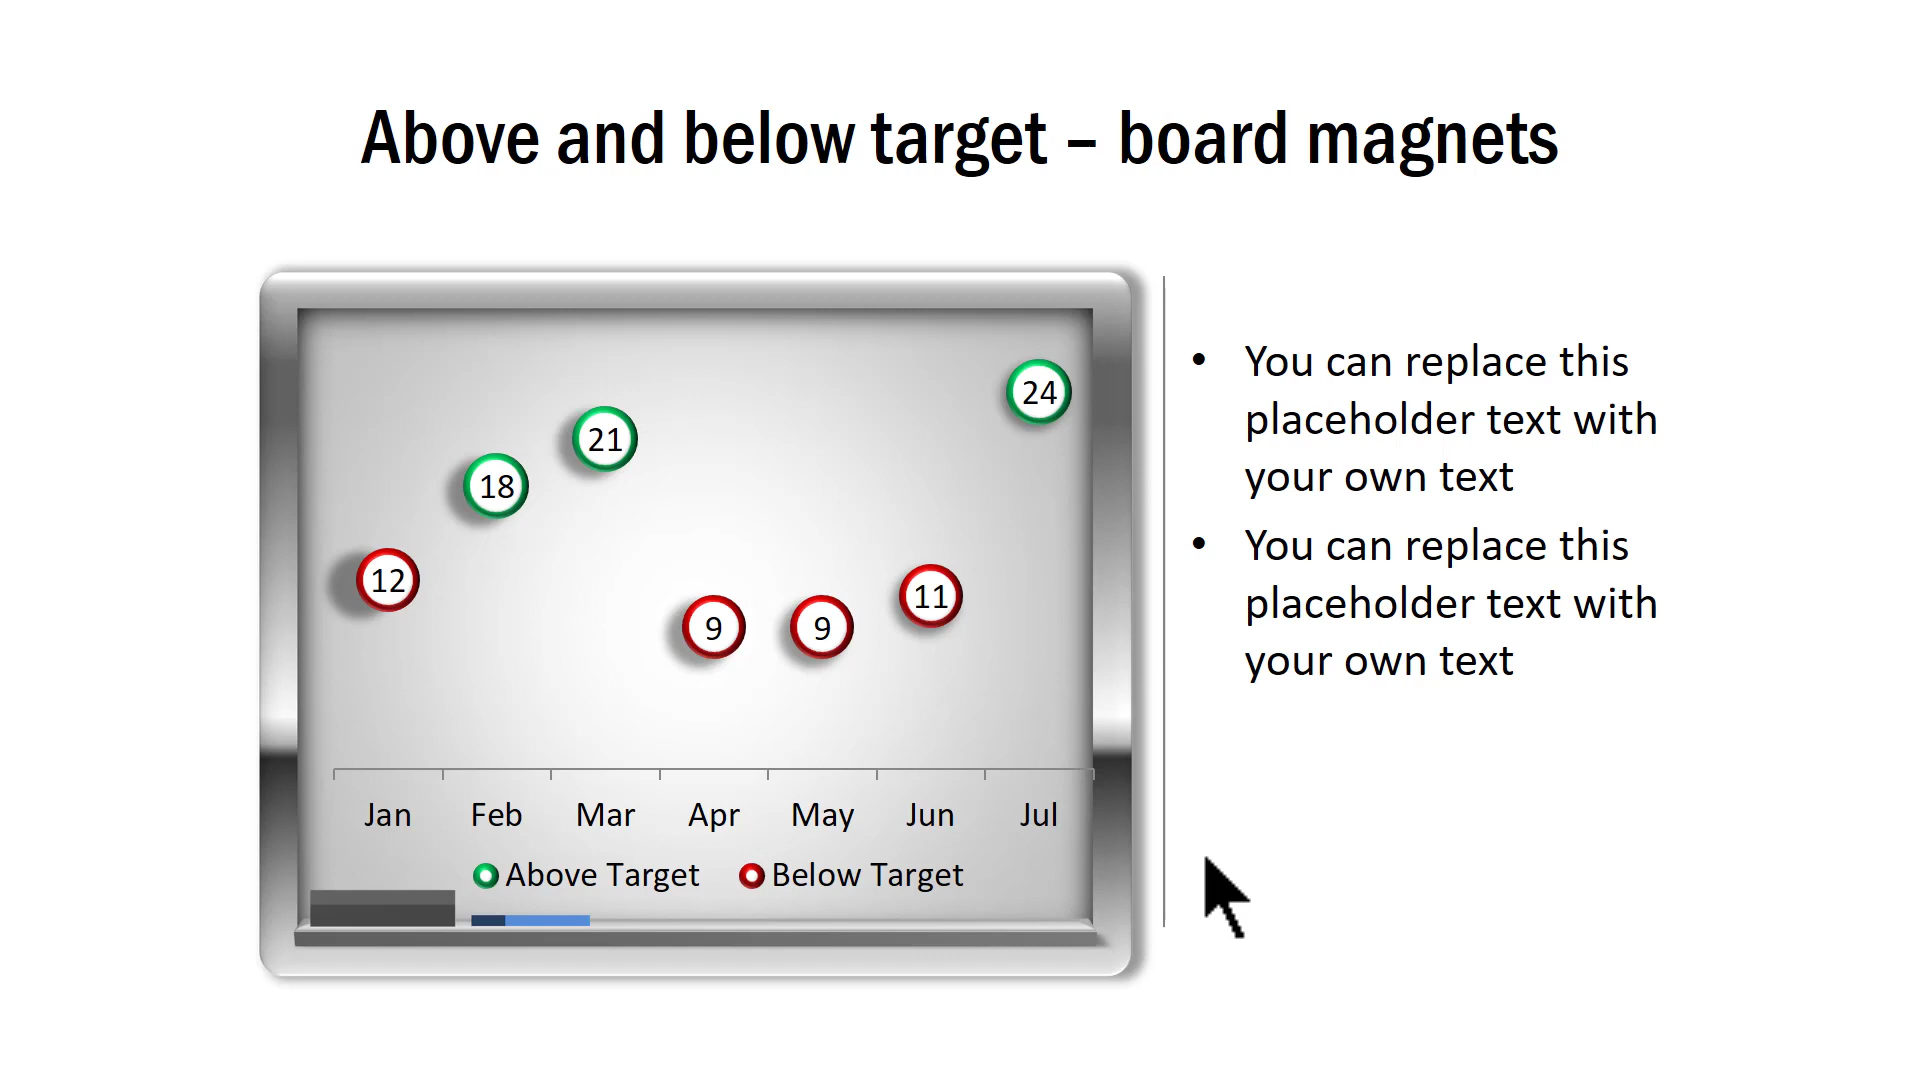 Above and below target – board magnets
24
21
18
12
9
9
11
Jan Feb Mar Apr May Jun Jul
Above Target Below Target
• You can replace this
placeholder text with
your own text
• You can replace this
placeholder text with
your own text